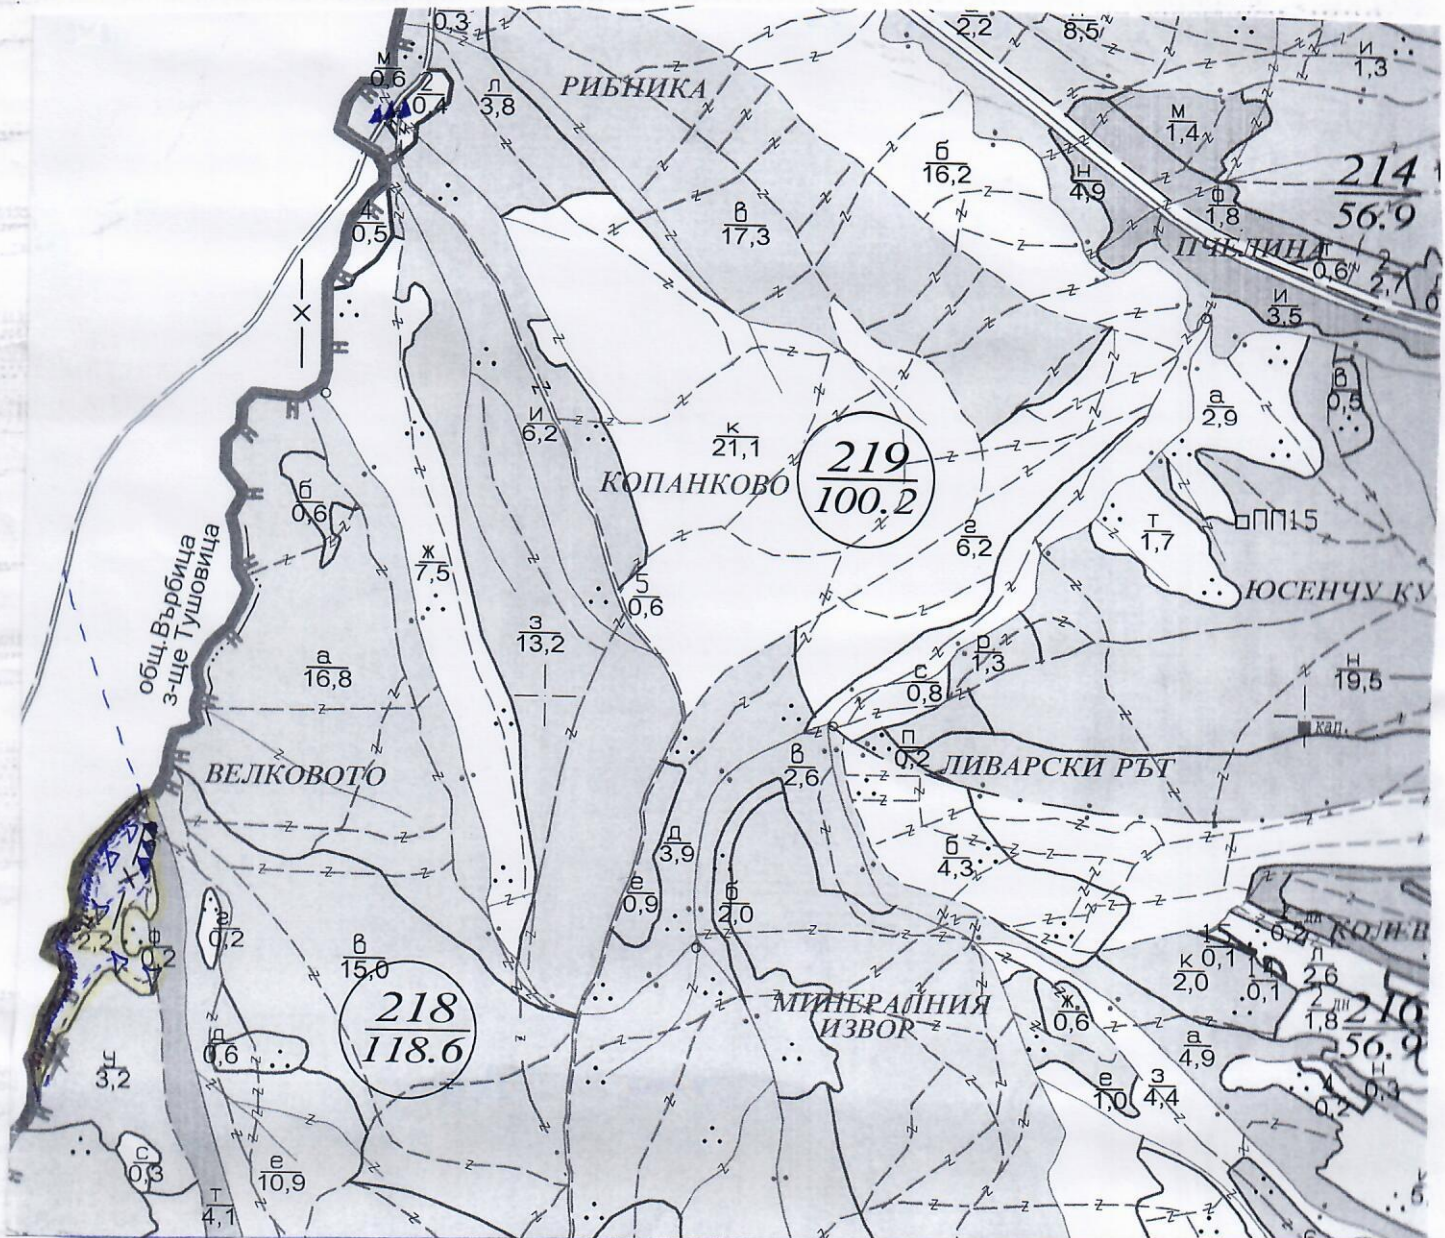 0,3
2,2
8,5
и
1,3
м
0,6
2
0,4
л
3,8
РИБНИКА
м
1,4
б
16,2
н
4,9
214
56.9
ф
1,8
4
0,5
в
17,3
ПЧЕЛИНА
0,6
2
2,7
и
3,5
в
0,5
а
2,9
и
6,2
к
21,1
219
100.2
КОПАНКОВО
б
0,6
ПП15
г
6,2
т
1,7
ж
7,5
5
0,6
ЮСЕНЧУ КУ
общ. Върбица
з-ще Тушовица
з
13,2
а
16,8
р
1,3
с
0,8
н
19,5
кап.
п
0,2
ВЕЛКОВОТО
в
2,6
ЛИВАРСКИ РЪТ
д
3,9
б
4,3
е
0,9
б
2,0
2,2
ф
0,2
г
0,2
0,2
КОЛЕВ
1
0,1
л
2,6
к
2,0
0,1
в
15,0
218
118.6
МИНЕРАЛНИЯ
ИЗВОР
ж
0,6
2
1,8
216
56.9
д
0,6
а
4,9
ч
3,2
е
1,0
з
4,4
4
0,2
н
0,3
с
0,3
е
10,9
т
4,1